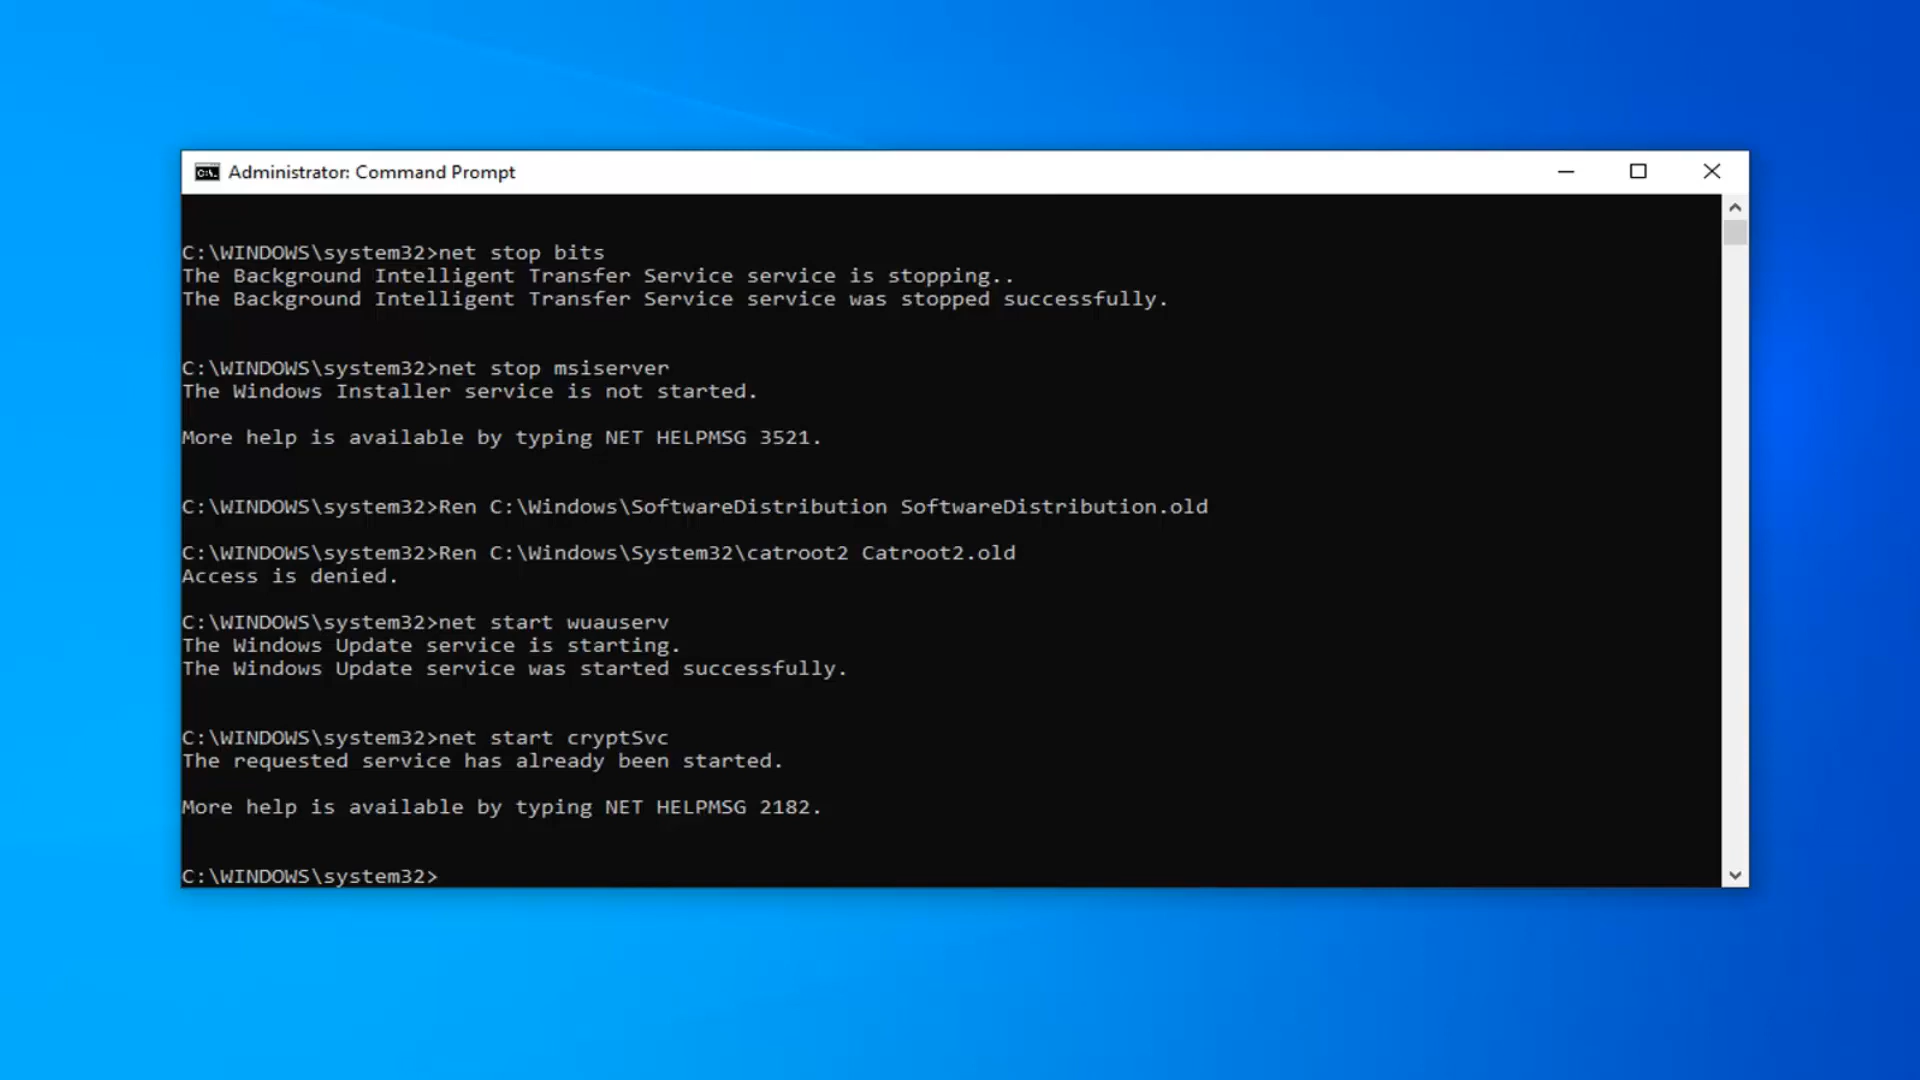 Administrator: Command Prompt
C:\WINDOWS\system32>net stop bits
The Background Intelligent Transfer Service service is stopping..
The Background Intelligent Transfer Service service was stopped successfully.
C:\WINDOWS\system32>net stop msiserver
The Windows Installer service is not started.
More help is available by typing NET HELPMSG 3521.
C:\WINDOWS\system32>Ren C:\Windows\SoftwareDistribution SoftwareDistribution.old
C:\WINDOWS\system32>Ren C:\Windows\System32\catroot2 Catroot2.old
Access is denied.
C:\WINDOWS\system32>net start wuauserv
The Windows Update service is starting.
The Windows Update service was started successfully.
C:\WINDOWS\system32>net start cryptSvc
The requested service has already been started.
More help is available by typing NET HELPMSG 2182.
C:\WINDOWS\system32>